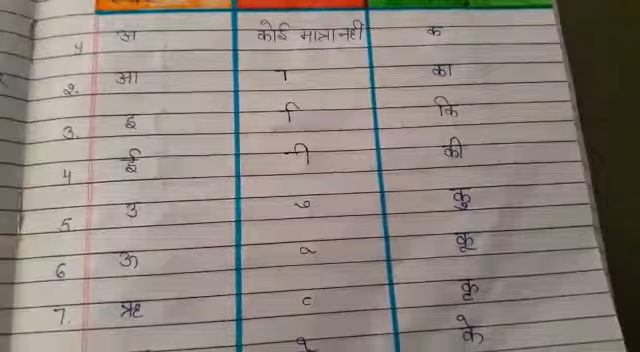 1. अ कोई मात्रा नहीं क
2. आ ा का
3. इ ि कि
4 ई ी की
5. उ ु कु
6 ऊ ू कू
7. ऋ ृ कृ
े के